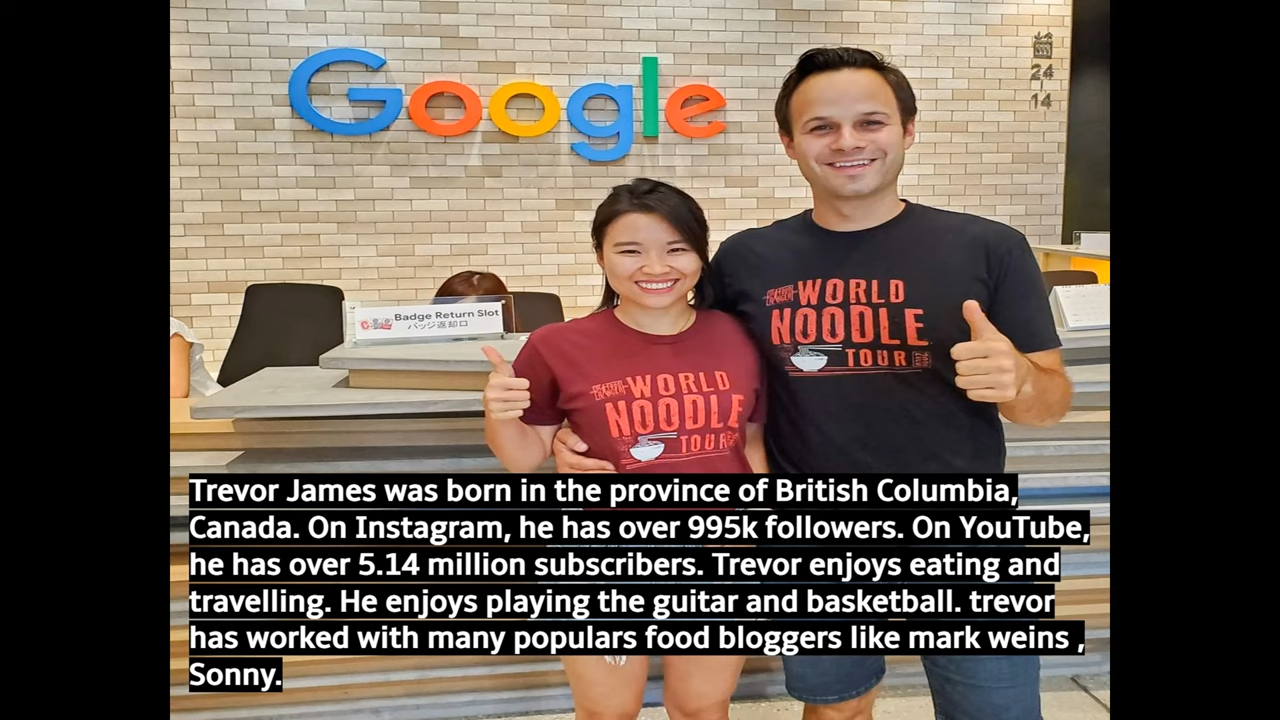 Google
24
14
Badge Return Slot
バッジ返却口
WORLD
NOODLE
TOUR
WORLD
NOODLE
TOUR
Trevor James was born in the province of British Columbia,
Canada. On Instagram, he has over 995k followers. On YouTube,
he has over 5.14 million subscribers. Trevor enjoys eating and
travelling. He enjoys playing the guitar and basketball. trevor
has worked with many populars food bloggers like mark weins ,
Sonny.